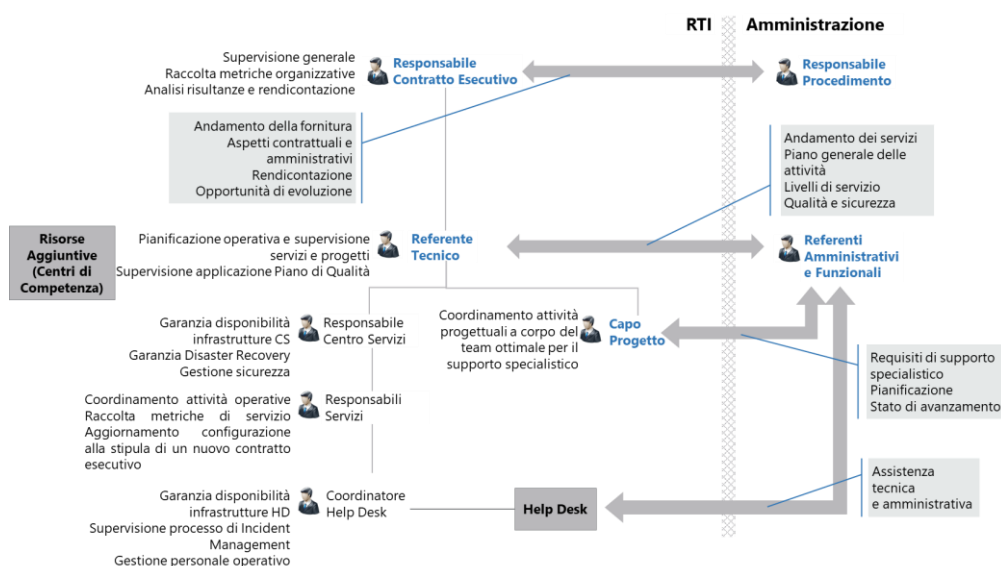 RTI
Amministrazione
Supervisione generale
Raccolta metriche organizzative
Analisi risultanze e rendicontazione
Responsabile
Contratto Esecutivo
Responsabile
Procedimento
Andamento della fornitura
Aspetti contrattuali e
amministrativi
Rendicontazione
Opportunità di evoluzione
Andamento dei servizi
Piano generale delle
attività
Livelli di servizio
Qualità e sicurezza
Risorse
Aggiuntive
(Centri di
Competenza)
Pianificazione operativa e supervisione
servizi e progetti
Supervisione applicazione Piano di Qualità
Referente
Tecnico
Referenti
Amministrativi
e Funzionali
Garanzia disponibilità
infrastrutture CS
Garanzia Disaster Recovery
Gestione sicurezza
Responsabile
Centro Servizi
Coordinamento attività
progettuali a corpo del
team ottimale per il
supporto specialistico
Capo
Progetto
Requisiti di supporto
specialistico
Pianificazione
Stato di avanzamento
Coordinamento attività operative
Raccolta metriche di servizio
Aggiornamento configurazione
alla stipula di un nuovo contratto
esecutivo
Responsabili
Servizi
Garanzia disponibilità
infrastrutture HD
Supervisione processo di Incident
Management
Gestione personale operativo
Coordinatore
Help Desk
Help Desk
Assistenza
tecnica
e amministrativa